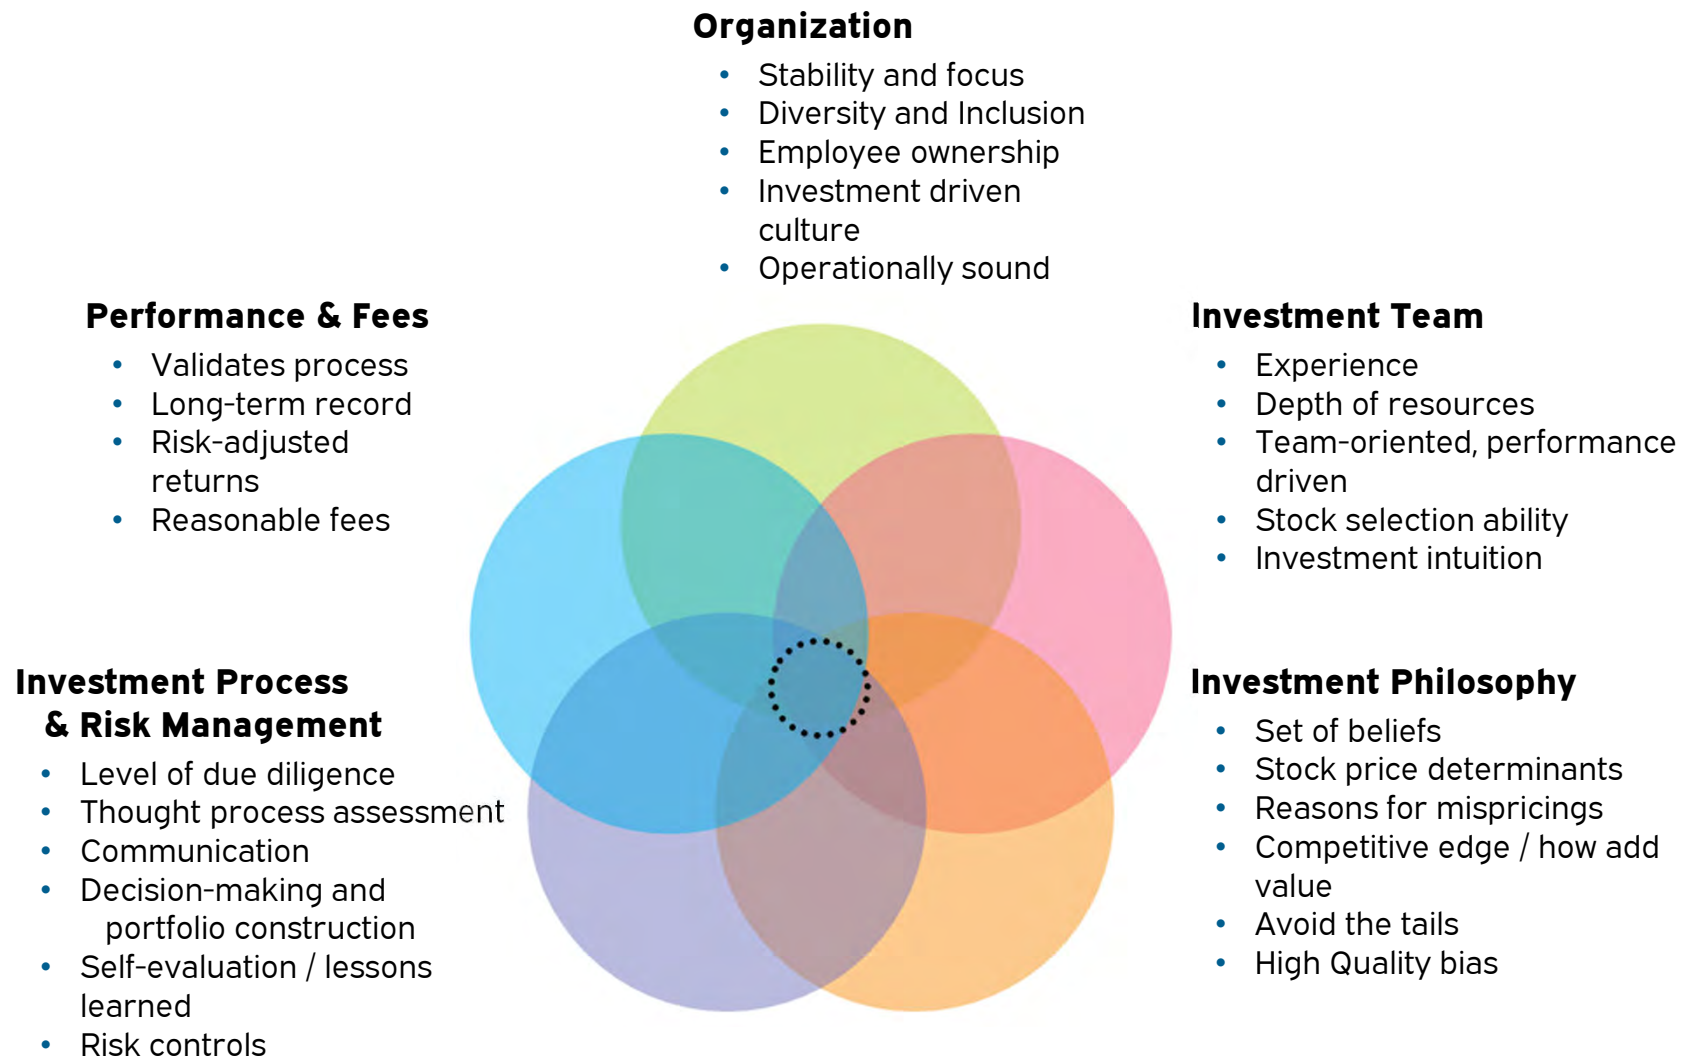 Organization
• Stability and focus
• Diversity and Inclusion
• Employee ownership
• Investment driven
culture
• Operationally sound
Performance & Fees
• Validates process
• Long-term record
• Risk-adjusted
returns
• Reasonable fees
Investment Team
• Experience
• Depth of resources
• Team-oriented, performance
driven
• Stock selection ability
• Investment intuition
Investment Process
& Risk Management
• Level of due diligence
• Thought process assessment
• Communication
• Decision-making and
portfolio construction
• Self-evaluation / lessons
learned
• Risk controls
Investment Philosophy
• Set of beliefs
• Stock price determinants
• Reasons for mispricings
• Competitive edge / how add
value
• Avoid the tails
• High Quality bias